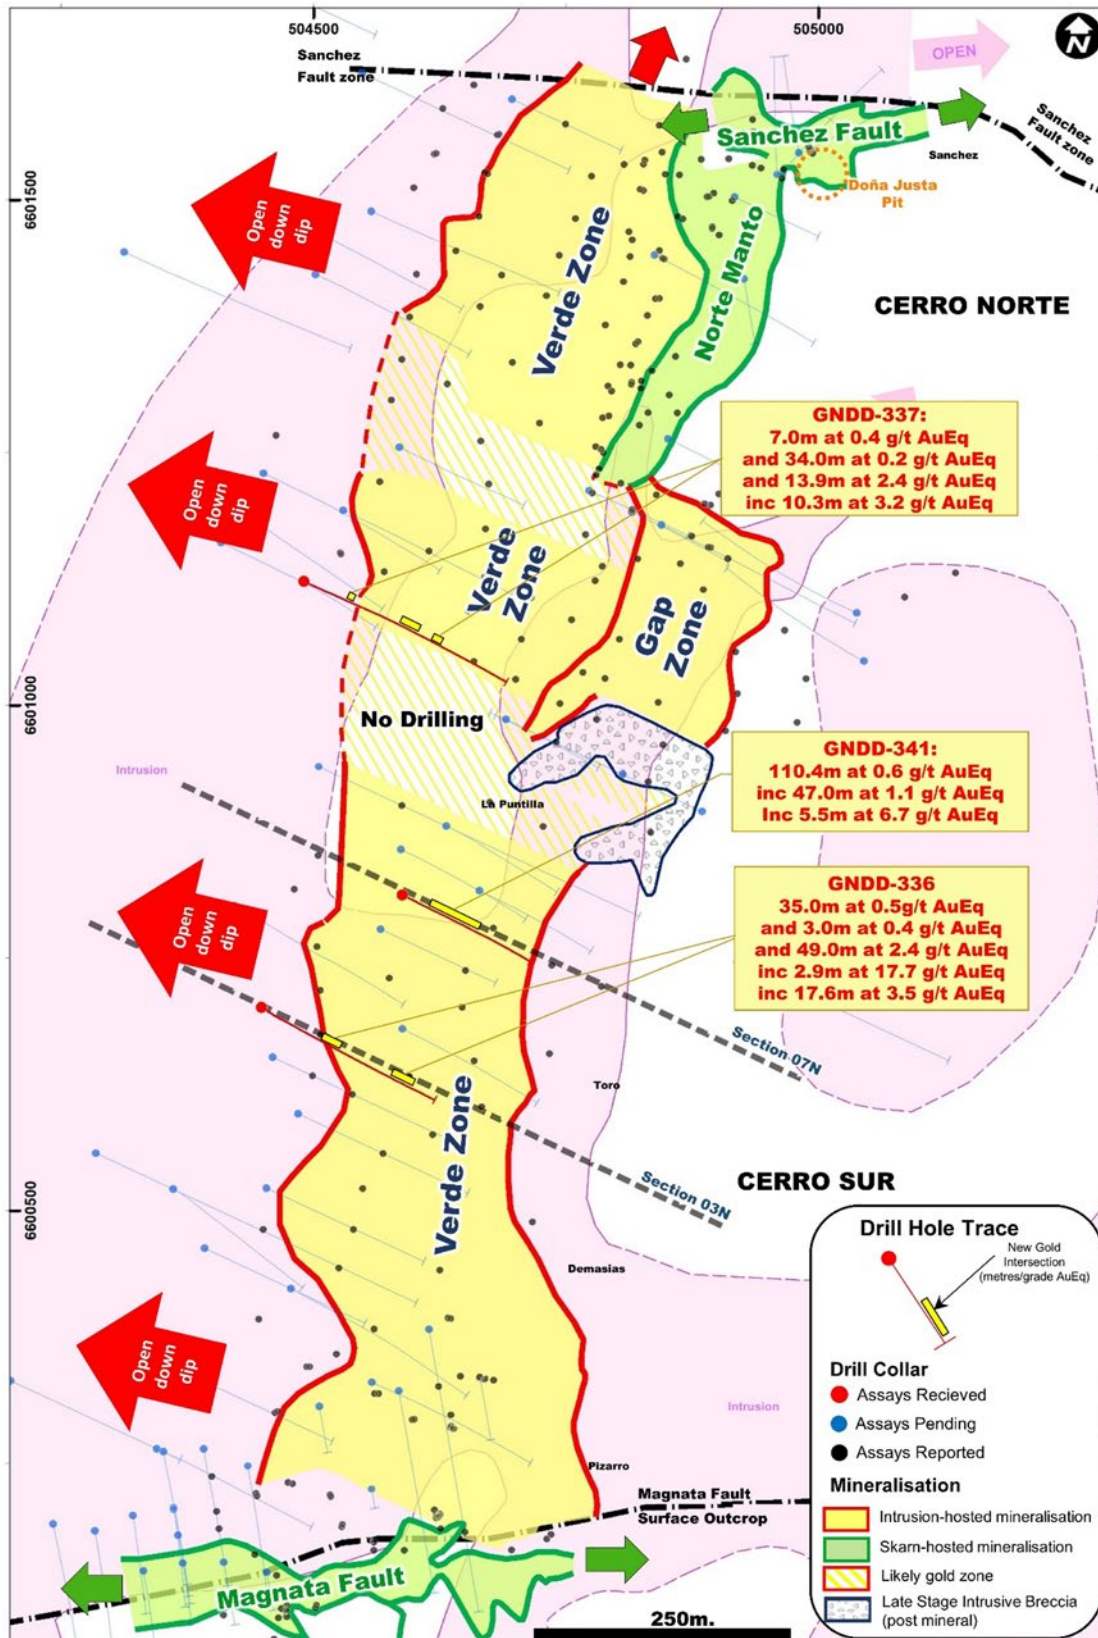 504500
505000
N
OPEN
Sanchez
Fault zone
Sanchez
Fault zone
Sanchez Fault
Sanchez
Doña Justa
Pit
6601500
Open
down
dip
Verde Zone
Norte Manto
CERRO NORTE
GNDD-337:
7.0m at 0.4 g/t AuEq
and 34.0m at 0.2 g/t AuEq
and 13.9m at 2.4 g/t AuEq
inc 10.3m at 3.2 g/t AuEq
Open
down
dip
Verde
Zone
Gap
Zone
6601000
No Drilling
Intrusion
La Puntilla
GNDD-341:
110.4m at 0.6 g/t AuEq
inc 47.0m at 1.1 g/t AuEq
Inc 5.5m at 6.7 g/t AuEq
GNDD-336
35.0m at 0.5g/t AuEq
and 3.0m at 0.4 g/t AuEq
and 49.0m at 2.4 g/t AuEq
inc 2.9m at 17.7 g/t AuEq
inc 17.6m at 3.5 g/t AuEq
Open
down
dip
Section 07N
Toro
Verde Zone
Section 03N
CERRO SUR
6600500
Demasias
Open
down
dip
Intrusion
Pizarro
Magnata Fault
Surface Outcrop
Magnata Fault
250m.
Drill Hole Trace
New Gold
Intersection
(metres/grade AuEq)
Drill Collar
Assays Recieved
Assays Pending
Assays Reported
Mineralisation
Intrusion-hosted mineralisation
Skarn-hosted mineralisation
Likely gold zone
Late Stage Intrusive Breccia
(post mineral)